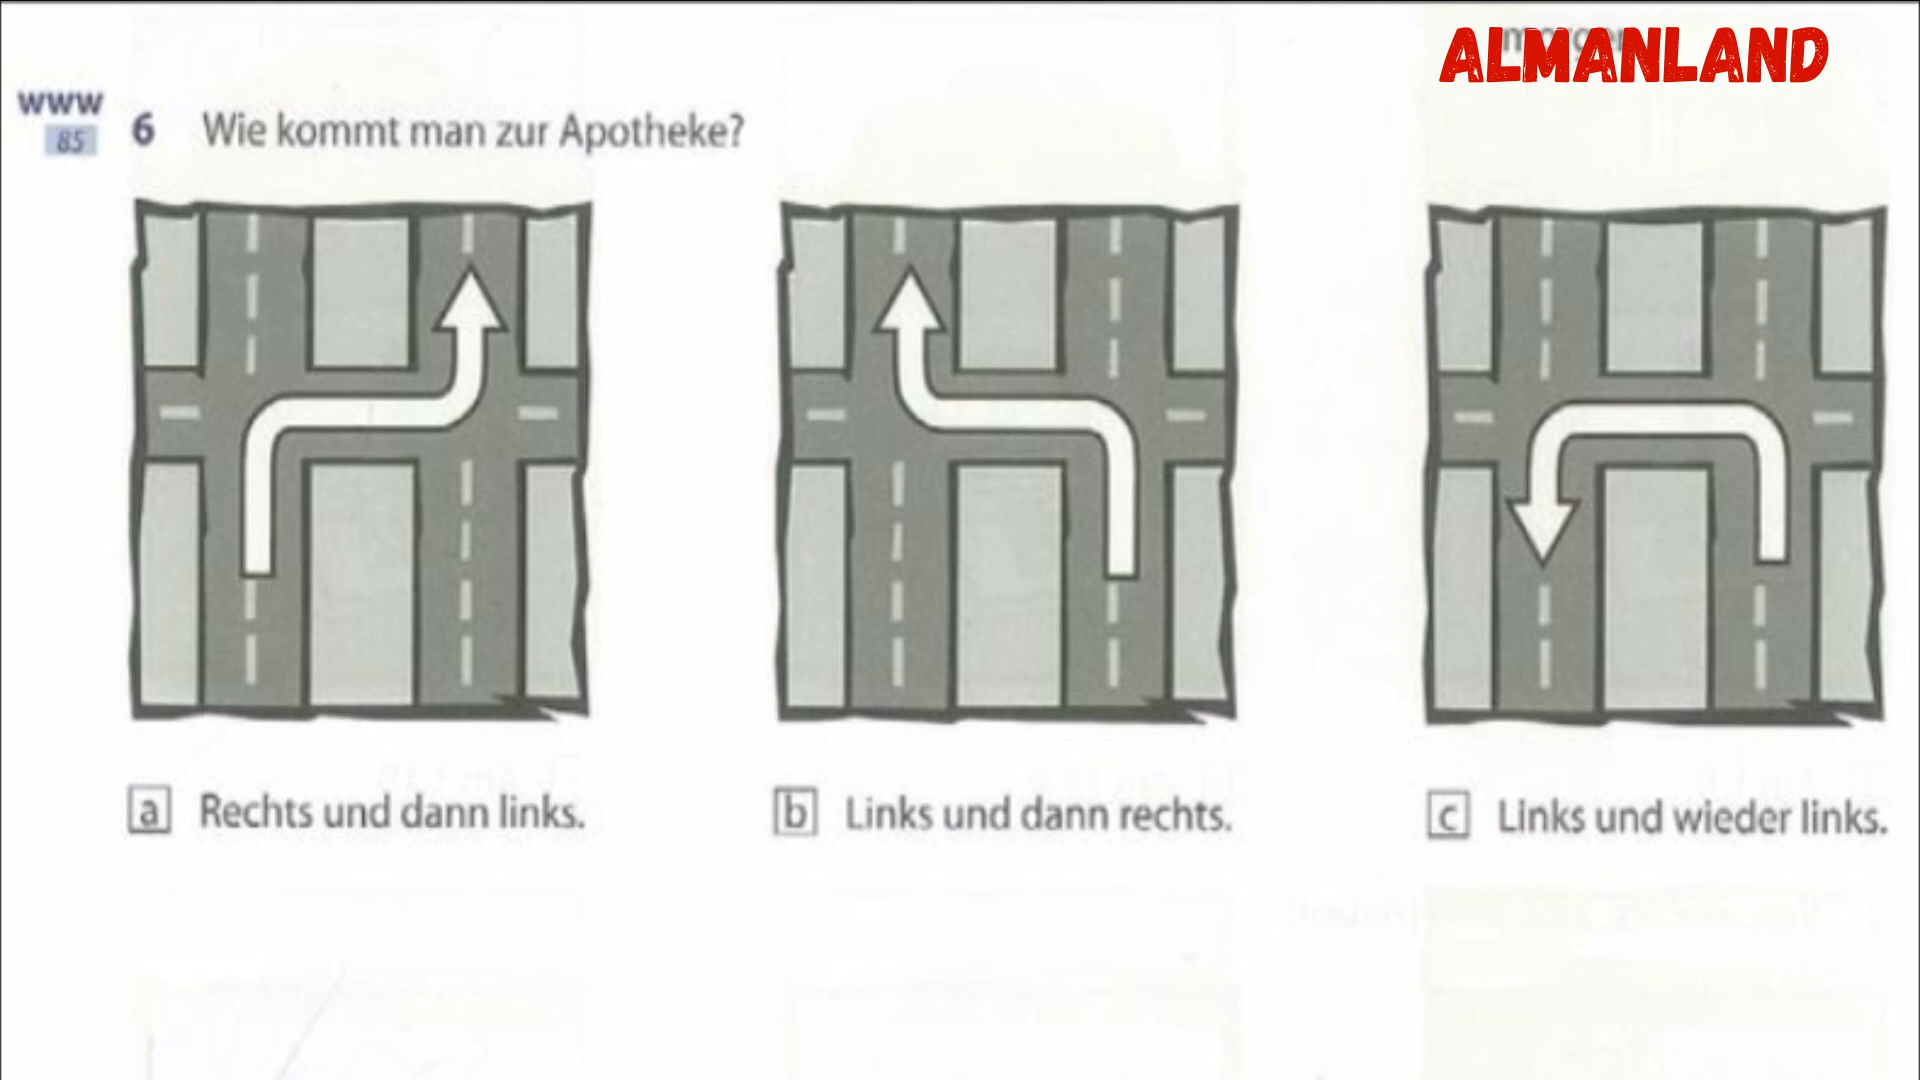 ALMANLAND
www
85
6 Wie kommt man zur Apotheke?
a Rechts und dann links.
b Links und dann rechts.
c Links und wieder links.